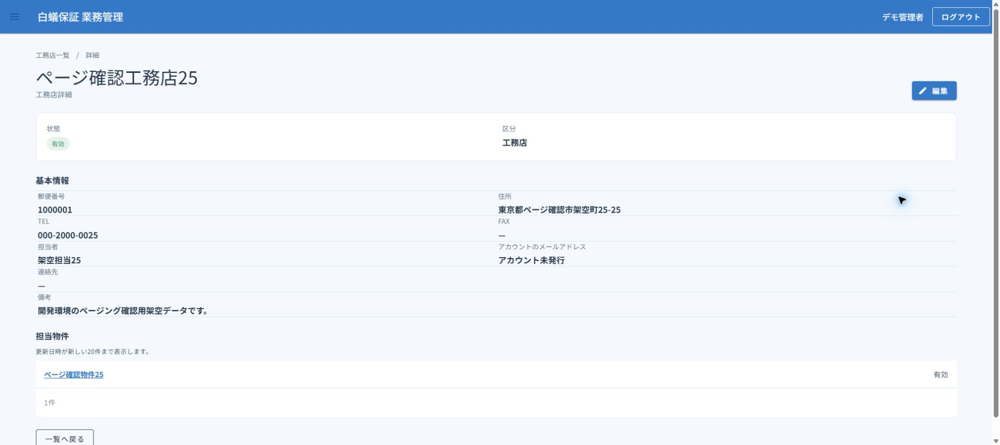 白蟻保証 業務管理
デモ管理者
ログアウト
工務店一覧 / 詳細
ページ確認工務店25
工務店詳細
編集
状態
有効
区分
工務店
基本情報
郵便番号
1000001
住所
東京都ページ確認市架空町25-25
TEL
000-2000-0025
FAX
—
担当者
架空担当25
アカウントのメールアドレス
アカウント未発行
連絡先
—
備考
開発環境のページング確認用架空データです。
担当物件
更新日時が新しい20件まで表示します。
ページ確認物件25
有効
1件
一覧へ戻る